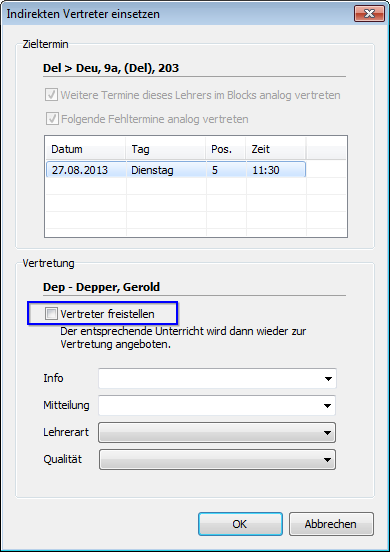 Indirekten Vertreter einsetzen
Zieltermin
Del > Deu, 9a, (Del), 203
Weitere Termine dieses Lehrers im Blocks analog vertreten
Folgende Fehltermine analog vertreten
Datum Tag Pos. Zeit
27.08.2013 Dienstag 5 11:30
Vertretung
Dep - Depper, Gerold
Vertreter freistellen
Der entsprechende Unterricht wird dann wieder zur
Vertretung angeboten.
Info
Mitteilung
Lehrerart
Qualität
OK Abbrechen